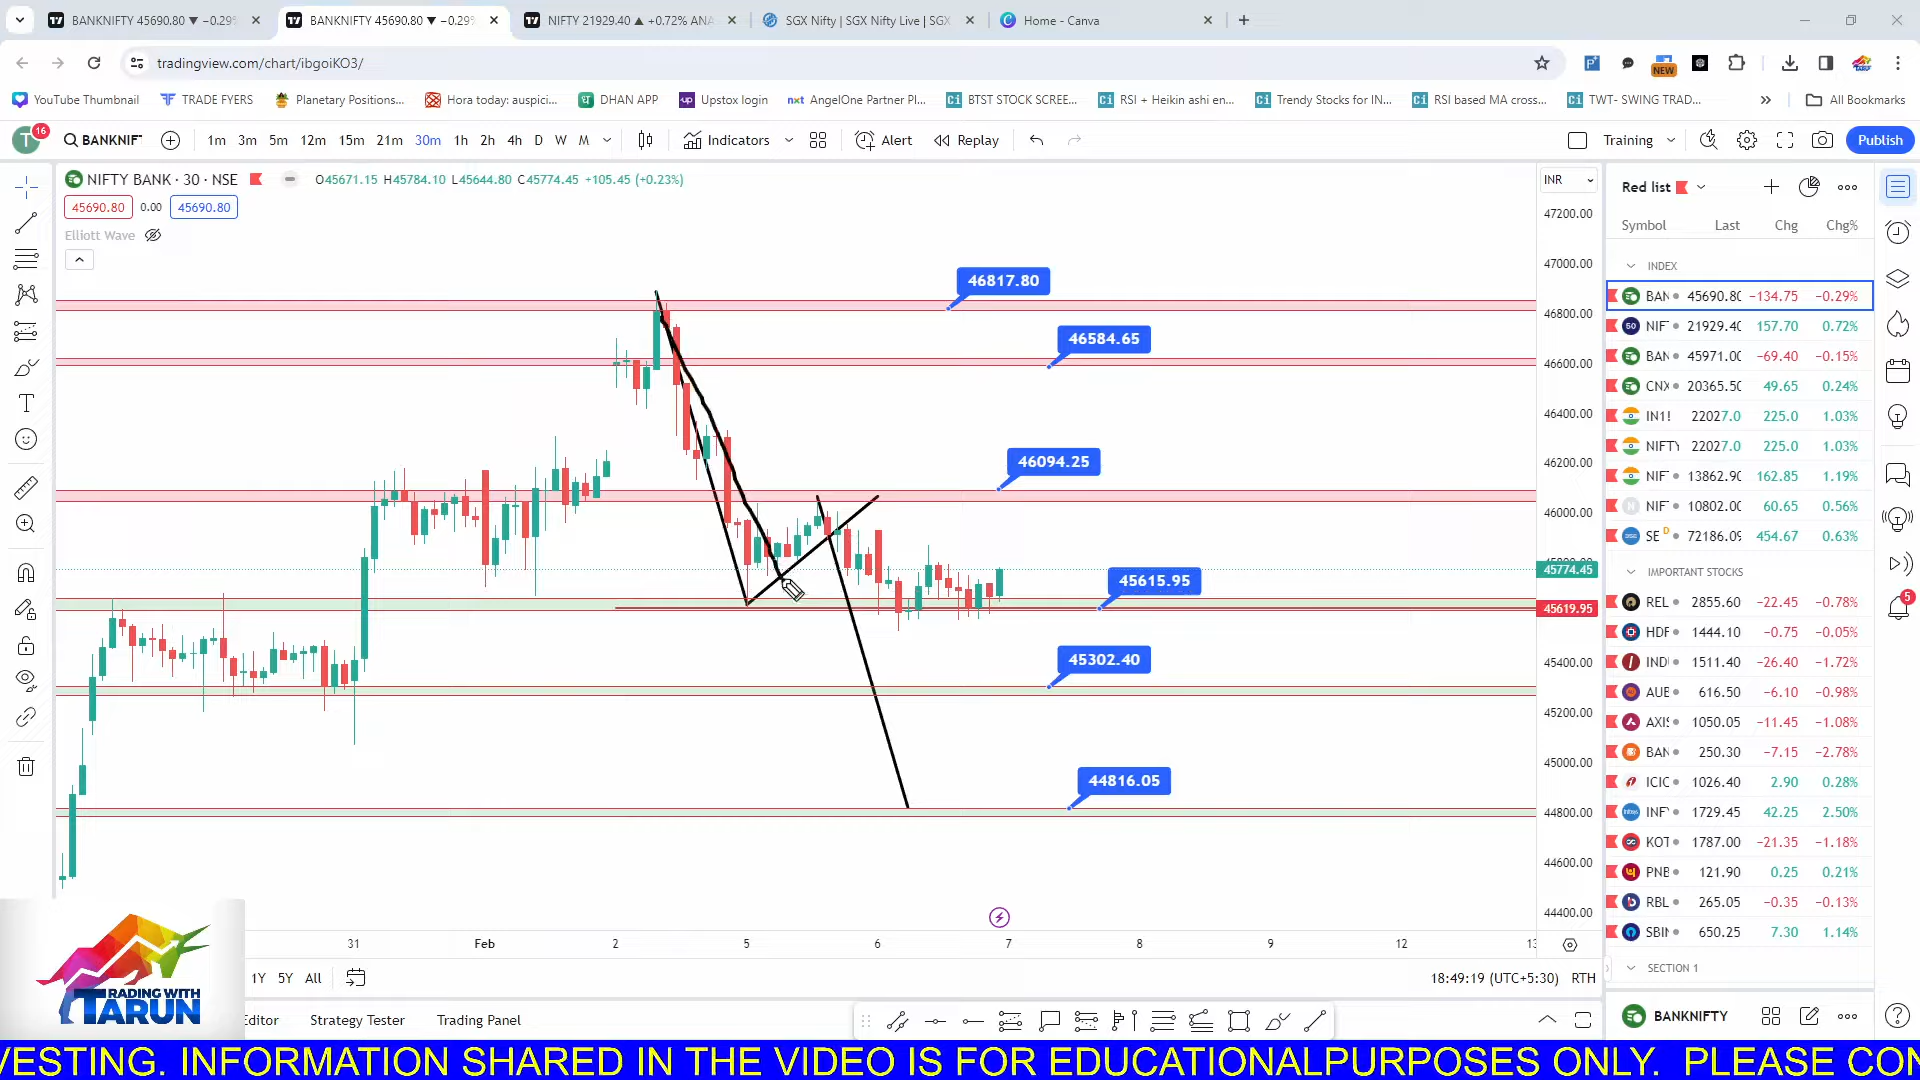 BANKNIFTY 45690.80 ▼ −0.29%
BANKNIFTY 45690.80 ▼ −0.29%
NIFTY 21929.40 ▲ +0.72% ANA
SGX Nifty | SGX Nifty Live | SGX
Home - Canva
tradingview.com/chart/ibgoiKO3/
NEW
YouTube Thumbnail
TRADE FYERS
Planetary Positions...
Hora today: auspici...
DHAN APP
Upstox login
AngelOne Partner Pl...
BTST STOCK SCREE...
RSI + Heikin ashi en...
Trendy Stocks for IN...
RSI based MA cross...
TWT- SWING TRAD...
All Bookmarks
T 16 BANKNIF 1m 3m 5m 12m 15m 21m 30m 1h 2h 4h D W M Indicators Alert Replay Training Publish
NIFTY BANK · 30 · NSE O45671.15 H45784.10 L45644.80 C45774.45 +105.45 (+0.23%)
45690.80 0.00 45690.80
Elliott Wave
INR
47200.00
47000.00
46800.00
46600.00
46400.00
46200.00
46000.00
45774.45
45619.95
45400.00
45200.00
45000.00
44800.00
44600.00
44400.00
46817.80
46584.65
46094.25
45615.95
45302.40
44816.05
31 Feb 2 5 6 7 8 9 12 13
1Y 5Y All
18:49:19 (UTC+5:30) RTH
Editor Strategy Tester Trading Panel
Red list
Symbol Last Chg Chg%
INDEX
BAN 45690.80 −134.75 −0.29%
NIF 21929.40 157.70 0.72%
BAN 45971.00 −69.40 −0.15%
CNX 20365.50 49.65 0.24%
IN1! 22027.0 225.0 1.03%
NIFTY 22027.0 225.0 1.03%
NIF 13862.90 162.85 1.19%
NIF 10802.00 60.65 0.56%
SE D 72186.09 454.67 0.63%
IMPORTANT STOCKS
REL 2855.60 −22.45 −0.78%
HDF 1444.10 −0.75 −0.05%
IND 1511.40 −26.40 −1.72%
AUE 616.50 −6.10 −0.98%
AXIS 1050.05 −11.45 −1.08%
BAN 250.30 −7.15 −2.78%
ICIC 1026.40 2.90 0.28%
INF 1729.45 42.25 2.50%
KOT 1787.00 −21.35 −1.18%
PNB 121.90 0.25 0.21%
RBL 265.05 −0.35 −0.13%
SBIN 650.25 7.30 1.14%
SECTION 1
BANKNIFTY
5
TRADING WITH
TARUN
VESTING. INFORMATION SHARED IN THE VIDEO IS FOR EDUCATIONALPURPOSES ONLY. PLEASE CON